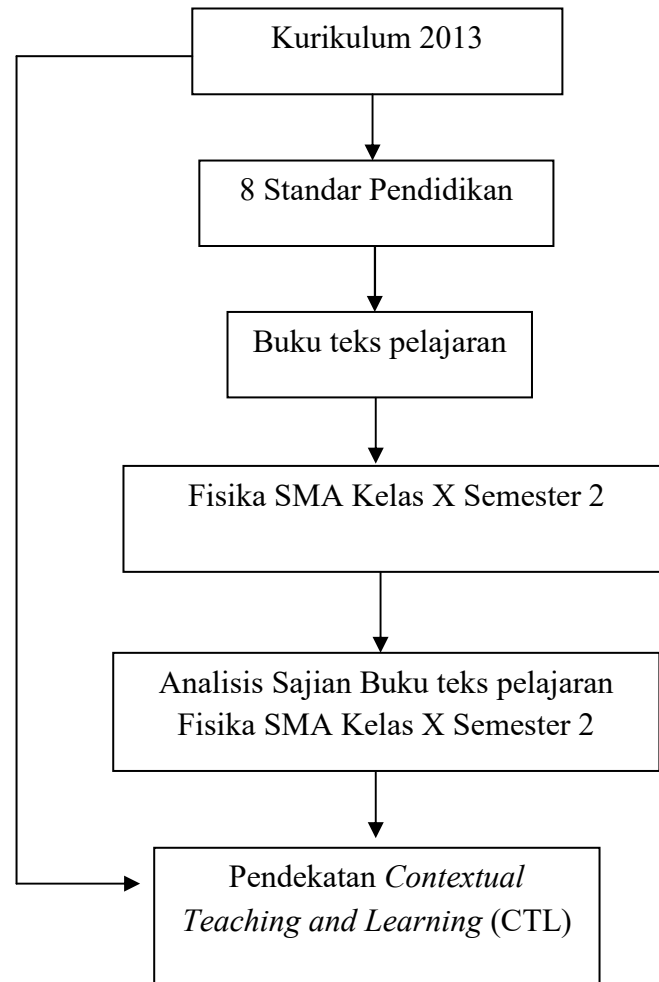 Kurikulum 2013
8 Standar Pendidikan
Buku teks pelajaran
Fisika SMA Kelas X Semester 2
Analisis Sajian Buku teks pelajaran
Fisika SMA Kelas X Semester 2
Pendekatan Contextual
Teaching and Learning (CTL)